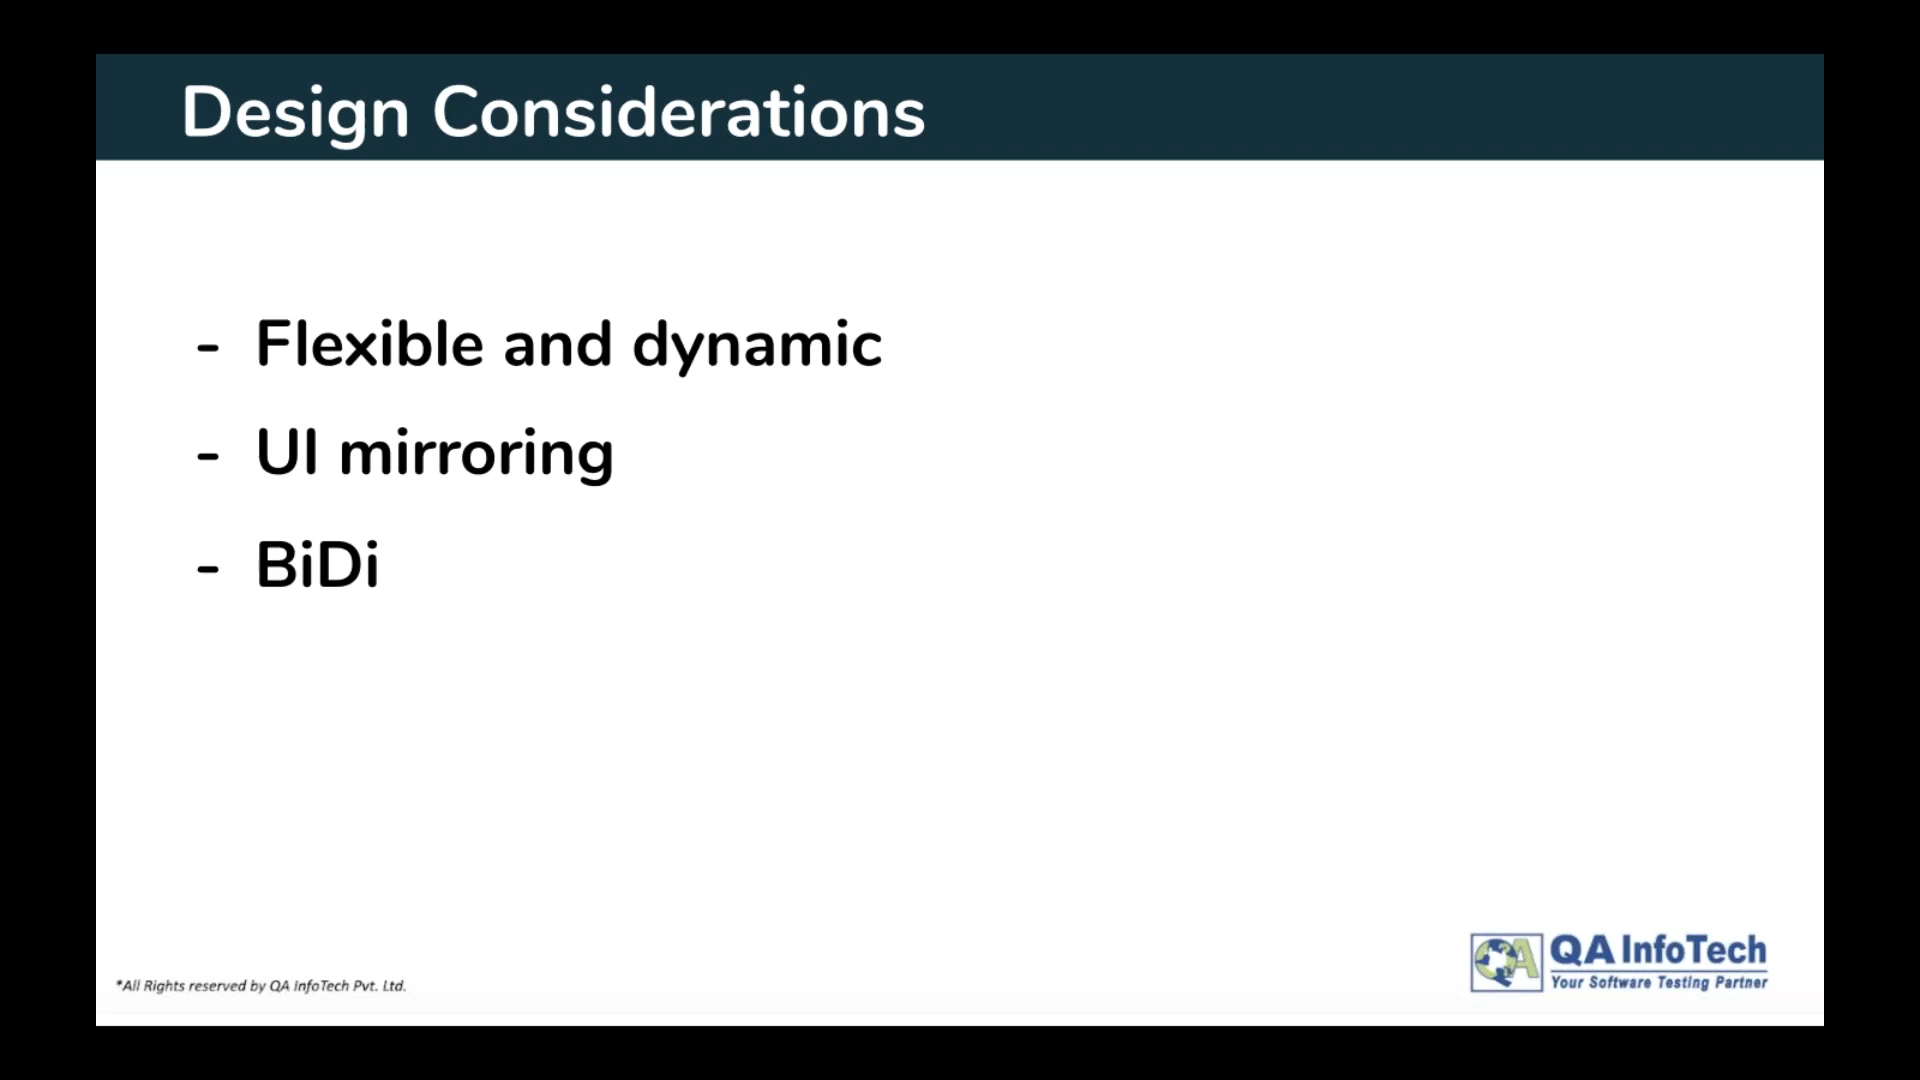 Design Considerations
- Flexible and dynamic
- UI mirroring
- BiDi
*All Rights reserved by QA InfoTech Pvt. Ltd.
QA
QA InfoTech
Your Software Testing Partner